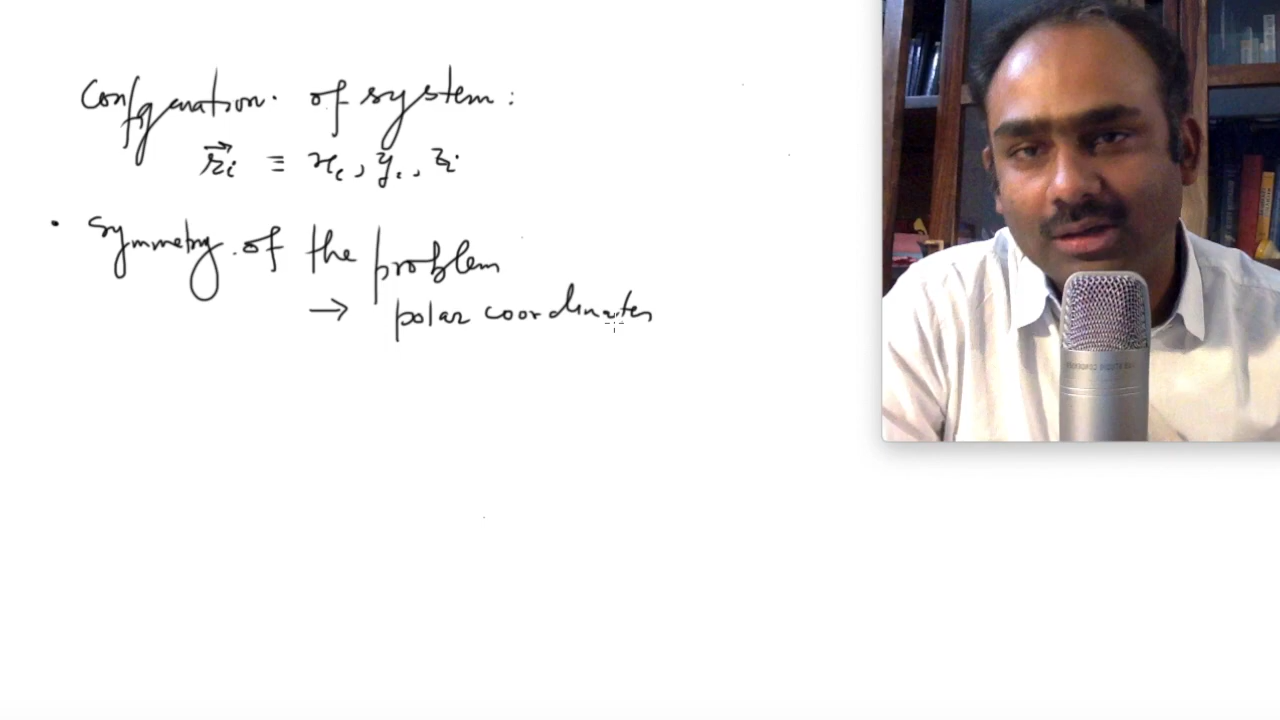 Configuration. of system :
r⃗i ≡ xi, yi, zi
• Symmetry of the problem
→ polar coordinates